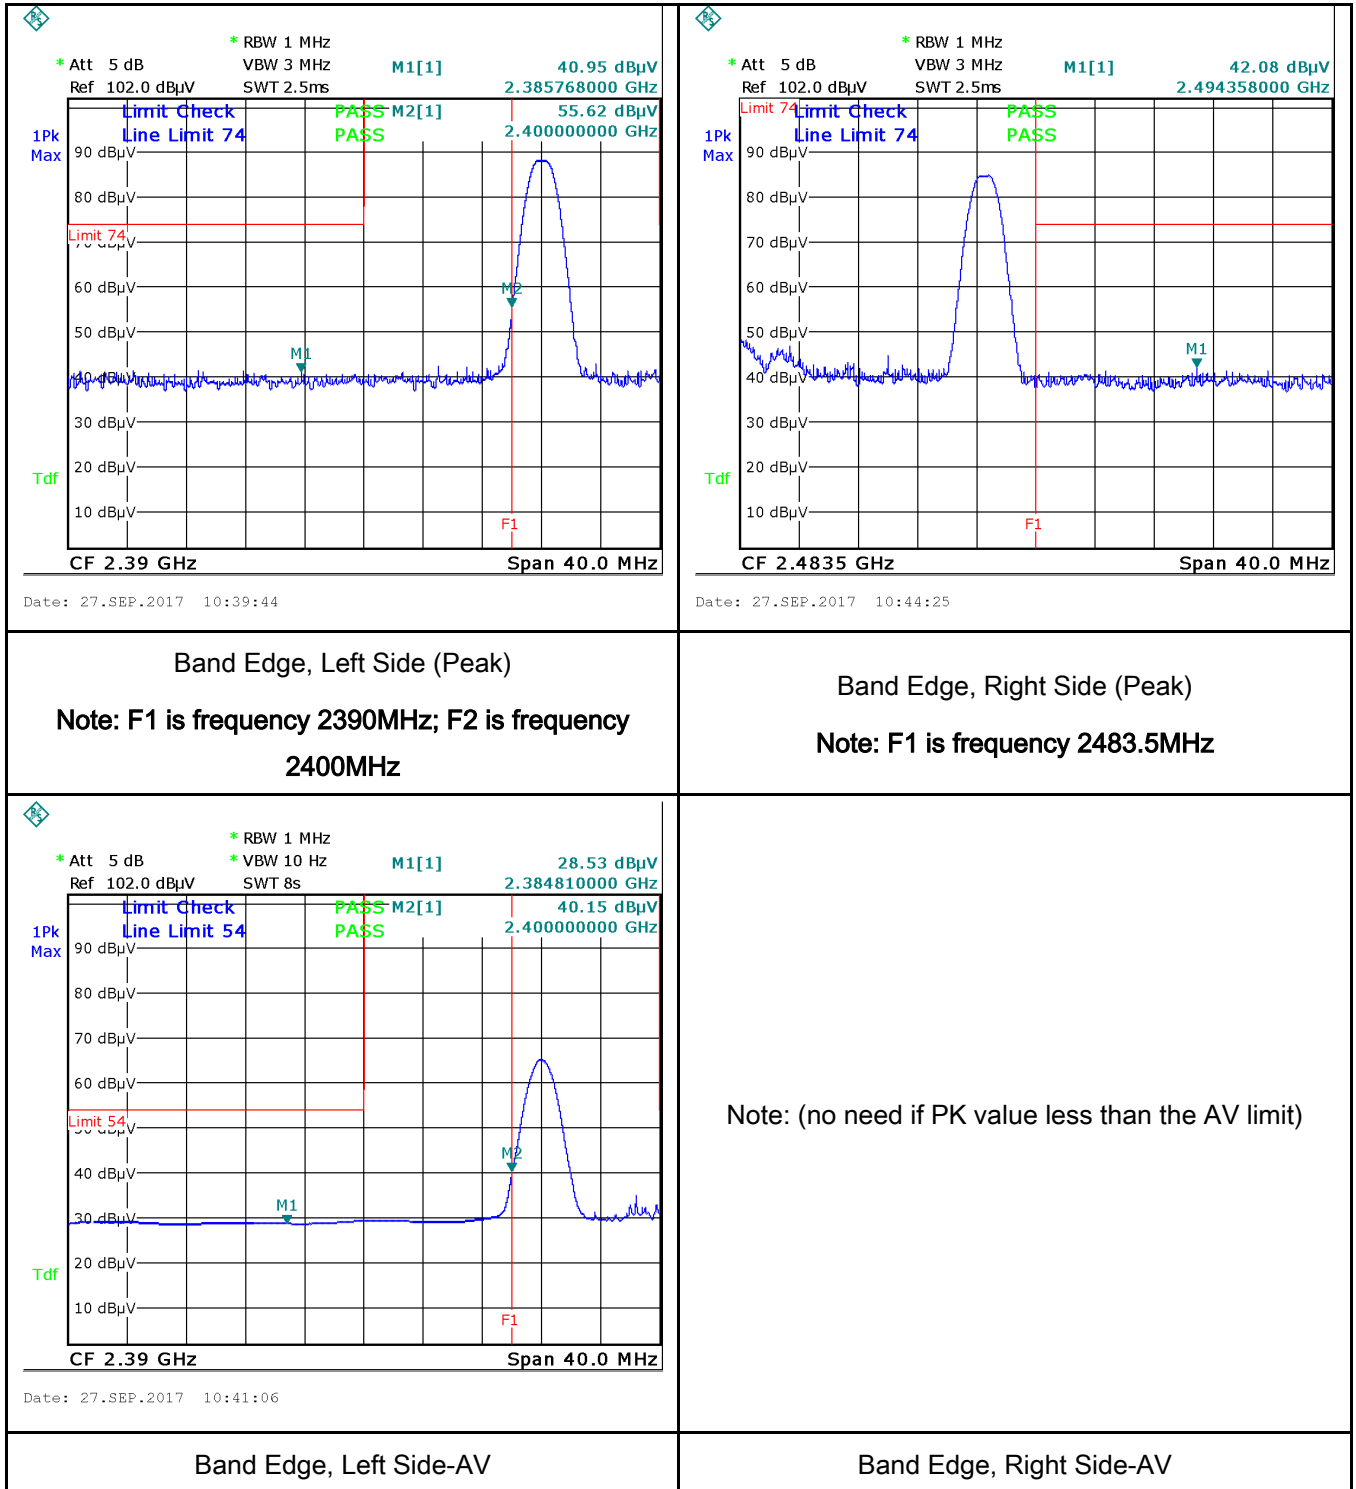 * RBW 1 MHz
* Att 5 dB VBW 3 MHz M1[1] 40.95 dBµV
Ref 102.0 dBµV SWT 2.5ms 2.385768000 GHz
Limit Check PASS M2[1] 55.62 dBµV
1Pk Line Limit 74 PASS 2.400000000 GHz
Max 90 dBµV
80 dBµV
Limit 74
70 dBµV
60 dBµV
M2
50 dBµV
M1
40 dBµV
30 dBµV
20 dBµV
Tdf
10 dBµV
F1
CF 2.39 GHz Span 40.0 MHz
Date: 27.SEP.2017 10:39:44
* RBW 1 MHz
* Att 5 dB VBW 3 MHz M1[1] 42.08 dBµV
Ref 102.0 dBµV SWT 2.5ms 2.494358000 GHz
Limit 74 Limit Check PASS
1Pk Line Limit 74 PASS
Max 90 dBµV
80 dBµV
70 dBµV
60 dBµV
50 dBµV
M1
40 dBµV
30 dBµV
20 dBµV
Tdf
10 dBµV
F1
CF 2.4835 GHz Span 40.0 MHz
Date: 27.SEP.2017 10:44:25
Band Edge, Left Side (Peak)
Note: F1 is frequency 2390MHz; F2 is frequency
2400MHz
Band Edge, Right Side (Peak)
Note: F1 is frequency 2483.5MHz
* RBW 1 MHz
* Att 5 dB * VBW 10 Hz M1[1] 28.53 dBµV
Ref 102.0 dBµV SWT 8s 2.384810000 GHz
Limit Check PASS M2[1] 40.15 dBµV
1Pk Line Limit 54 PASS 2.400000000 GHz
Max 90 dBµV
80 dBµV
70 dBµV
60 dBµV
Limit 54
50 dBµV
M2
40 dBµV
M1
30 dBµV
20 dBµV
Tdf
10 dBµV
F1
CF 2.39 GHz Span 40.0 MHz
Date: 27.SEP.2017 10:41:06
Note: (no need if PK value less than the AV limit)
Band Edge, Left Side-AV
Band Edge, Right Side-AV